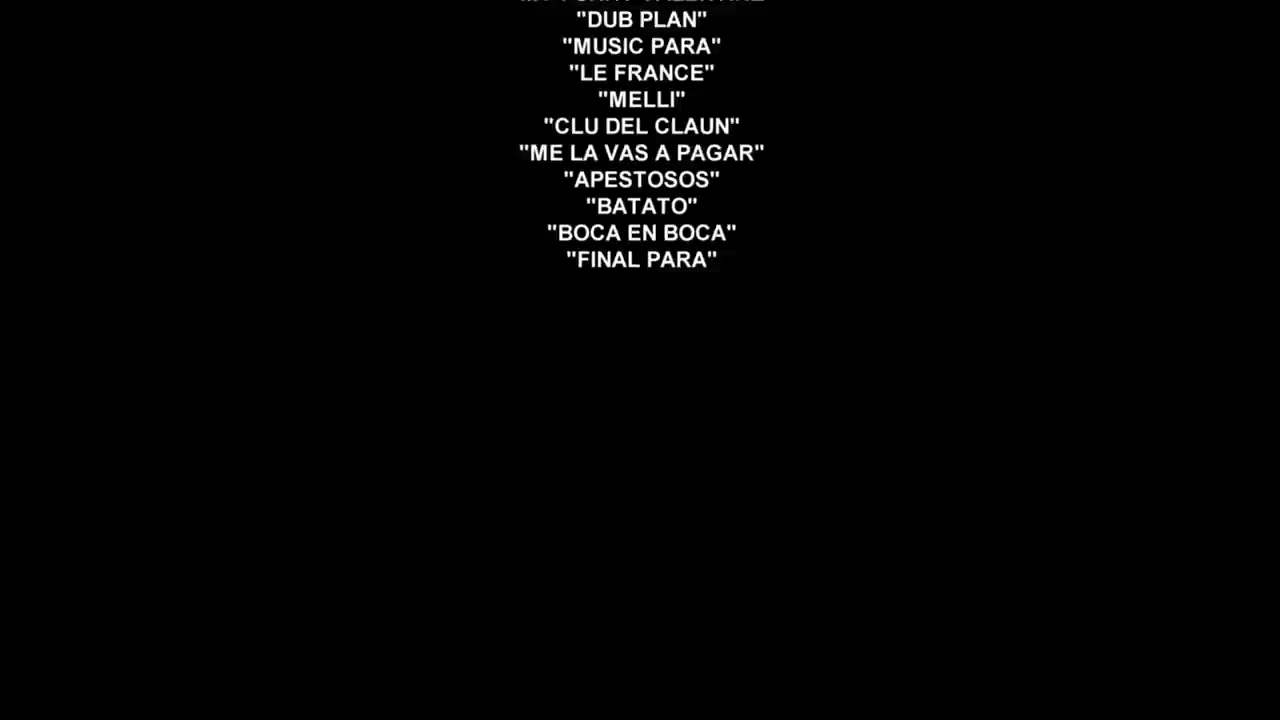 "DUB PLAN"
"MUSIC PARA"
"LE FRANCE"
"MELLI"
"CLU DEL CLAUN"
"ME LA VAS A PAGAR"
"APESTOSOS"
"BATATO"
"BOCA EN BOCA"
"FINAL PARA"